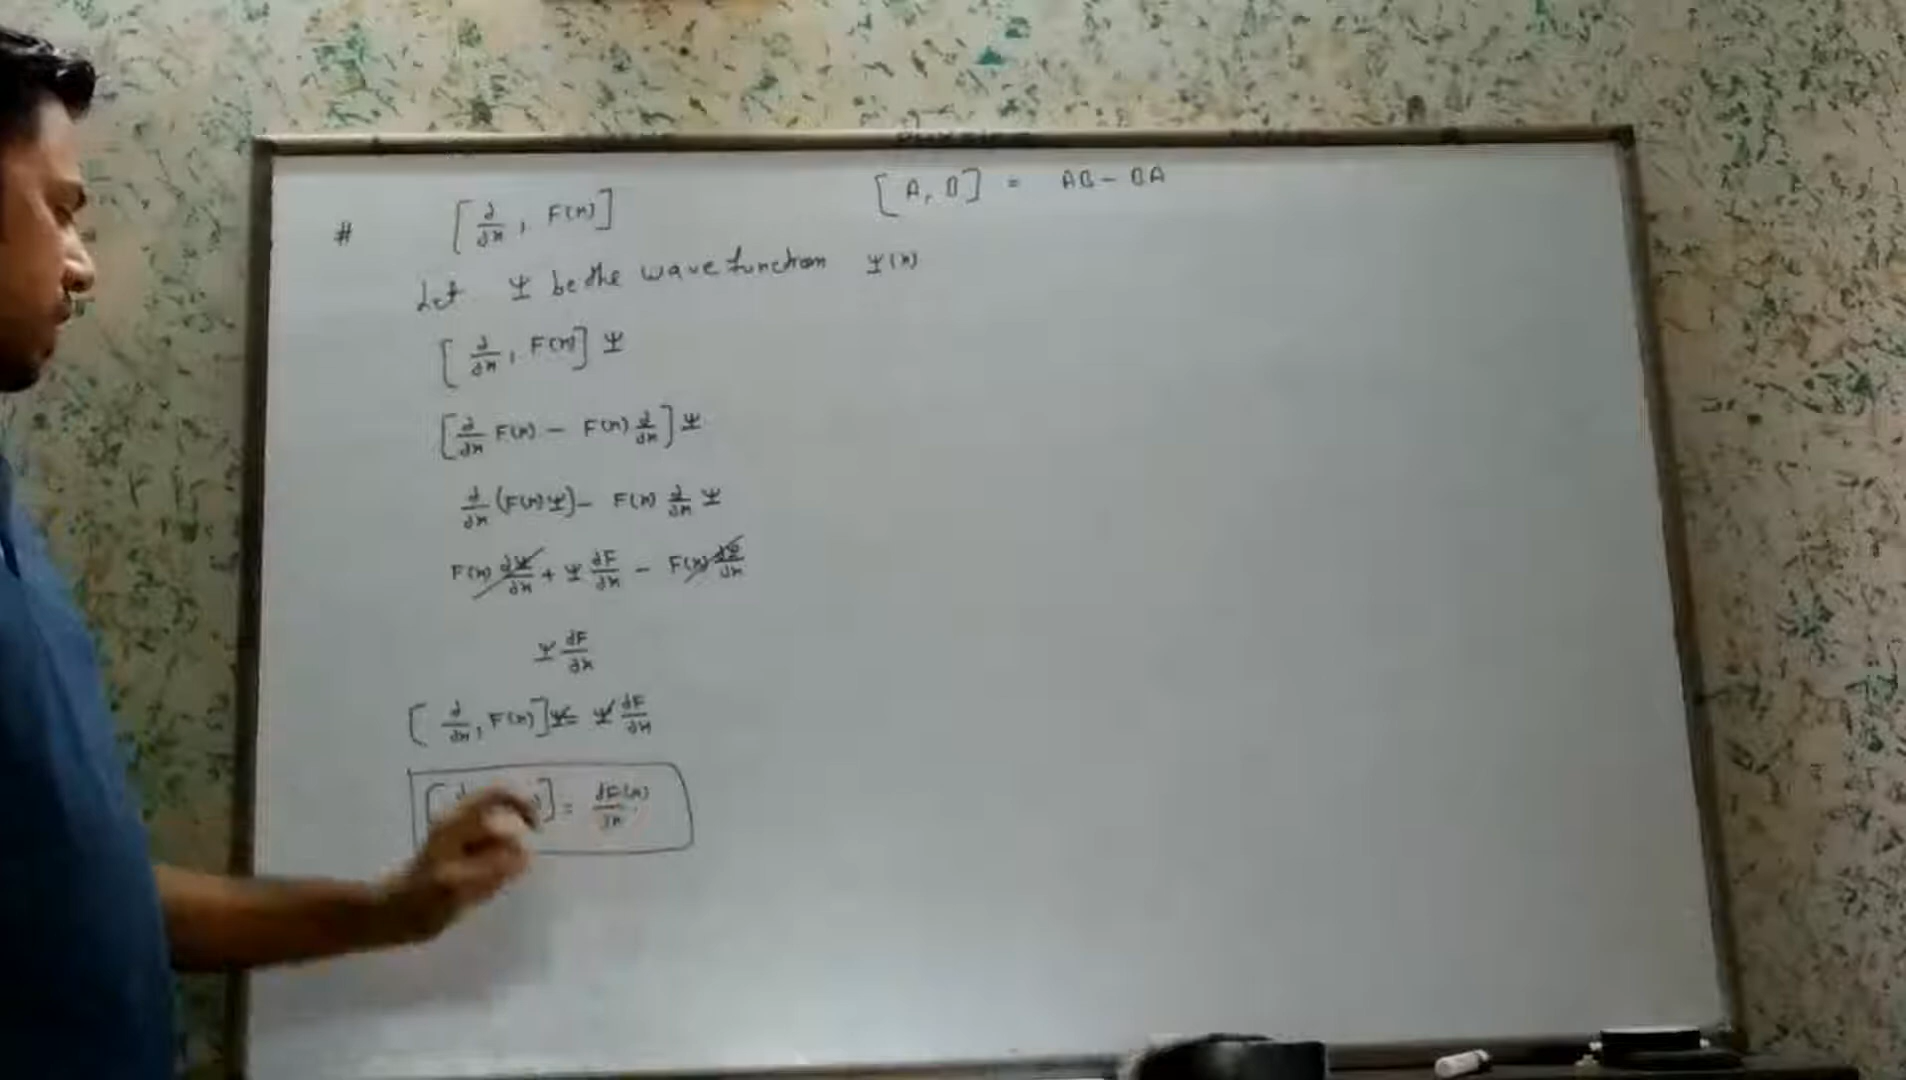 # [∂/∂x , F(x)]
[A, B] = AB - BA
Let Ψ be the wave function Ψ(x)
[∂/∂x , F(x)] Ψ
[∂/∂x F(x) - F(x) ∂/∂x] Ψ
∂/∂x (F(x) Ψ) - F(x) ∂/∂x Ψ
F(x) ∂Ψ/∂x + Ψ ∂F/∂x - F(x) ∂Ψ/∂x
Ψ ∂F/∂x
[∂/∂x , F(x)] Ψ = Ψ ∂F/∂x
] = ∂F(x)/∂x